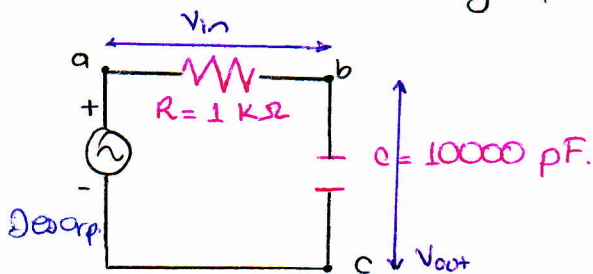 Vin
a
b
R = 1 KΩ
+
-
C = 10000 pF.
C
Vout